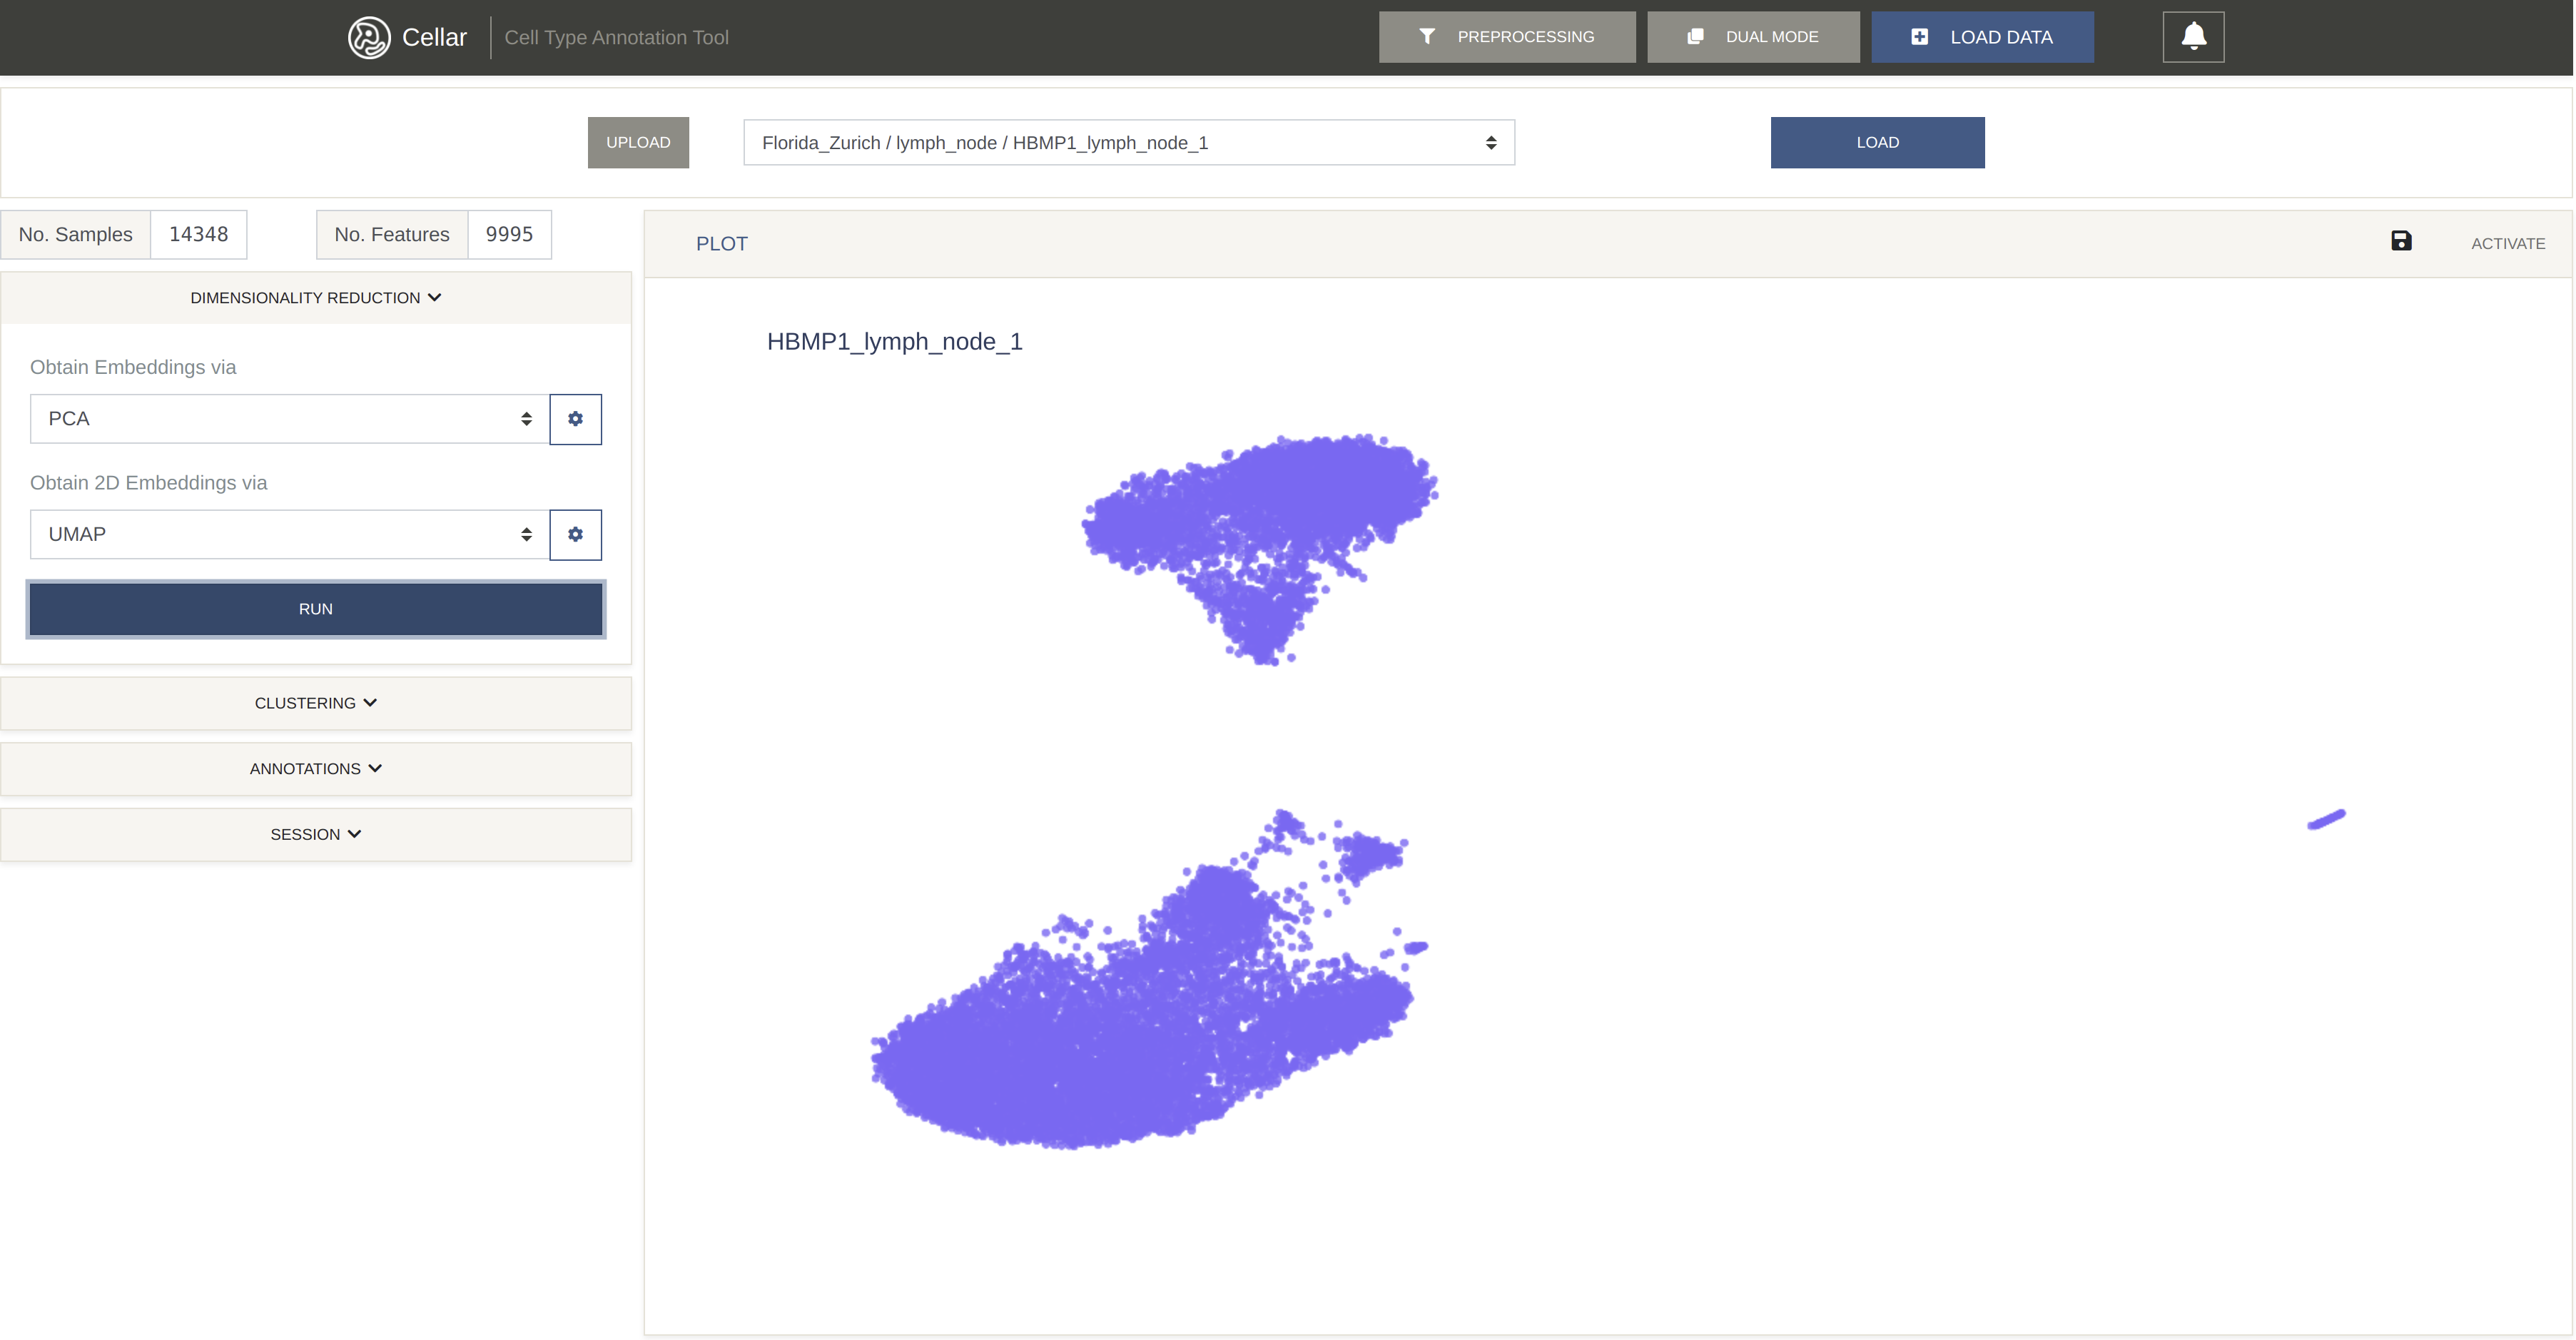 Cellar
Cell Type Annotation Tool
PREPROCESSING
DUAL MODE
LOAD DATA
UPLOAD
Florida_Zurich / lymph_node / HBMP1_lymph_node_1
LOAD
No. Samples 14348
No. Features 9995
PLOT
ACTIVATE
DIMENSIONALITY REDUCTION
Obtain Embeddings via
PCA
Obtain 2D Embeddings via
UMAP
RUN
CLUSTERING
ANNOTATIONS
SESSION
HBMP1_lymph_node_1